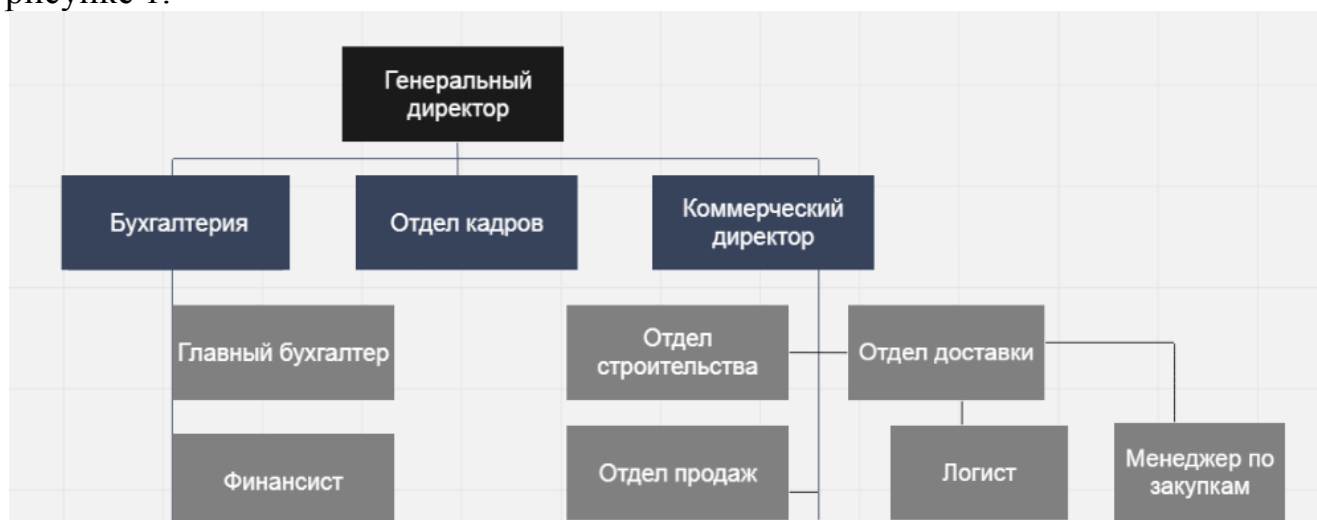 рисунке 1.
Генеральный
директор
Бухгалтерия
Отдел кадров
Коммерческий
директор
Главный бухгалтер
Отдел
строительства
Отдел доставки
Финансист
Отдел продаж
Логист
Менеджер по
закупкам